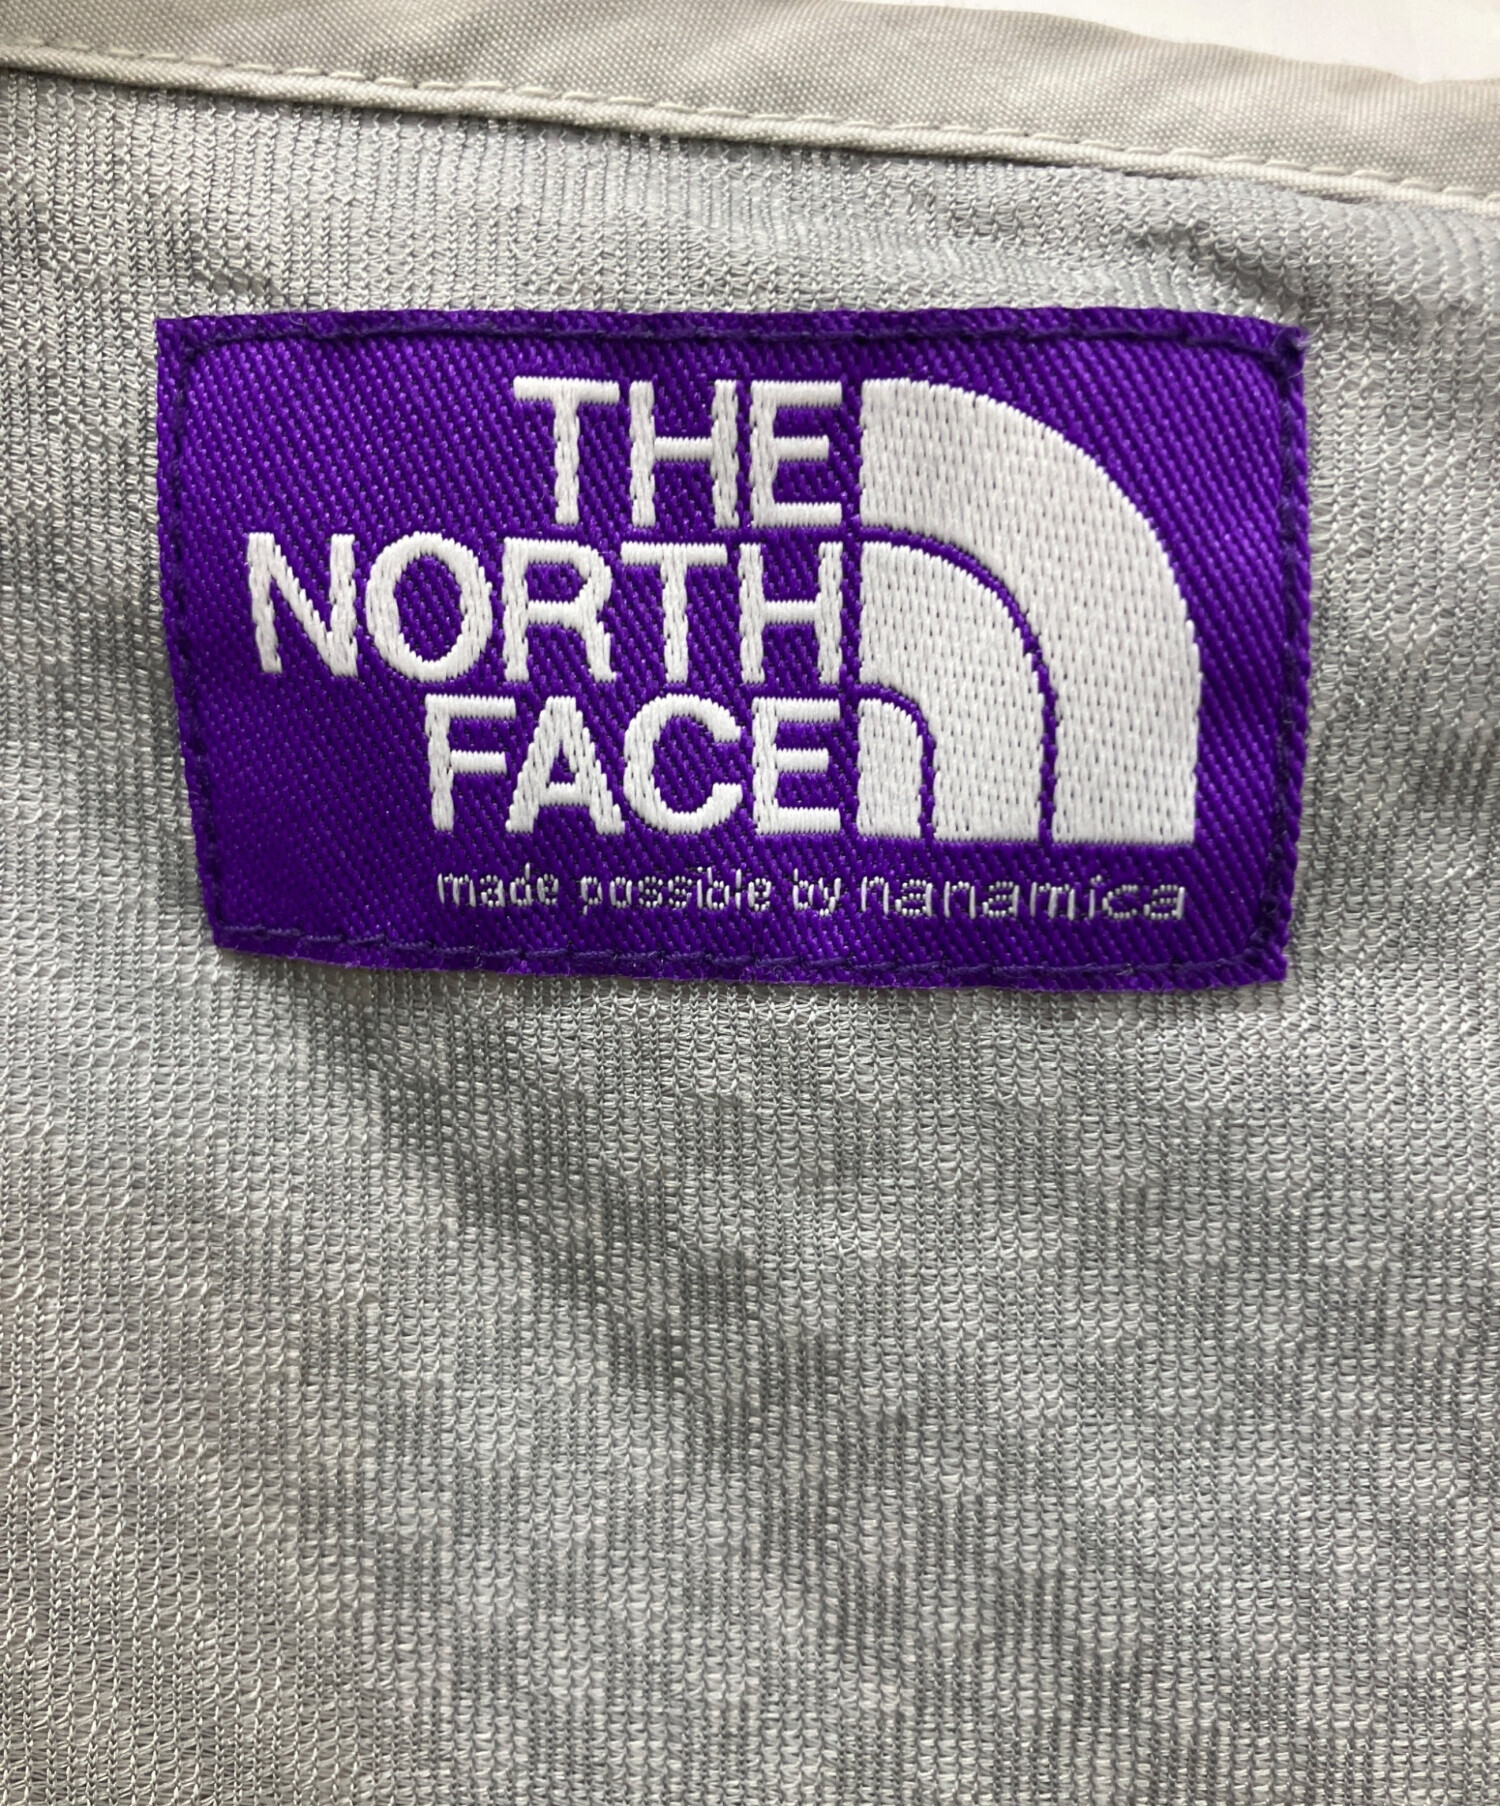 THE
NORTH
FACE
made possible by nanamica